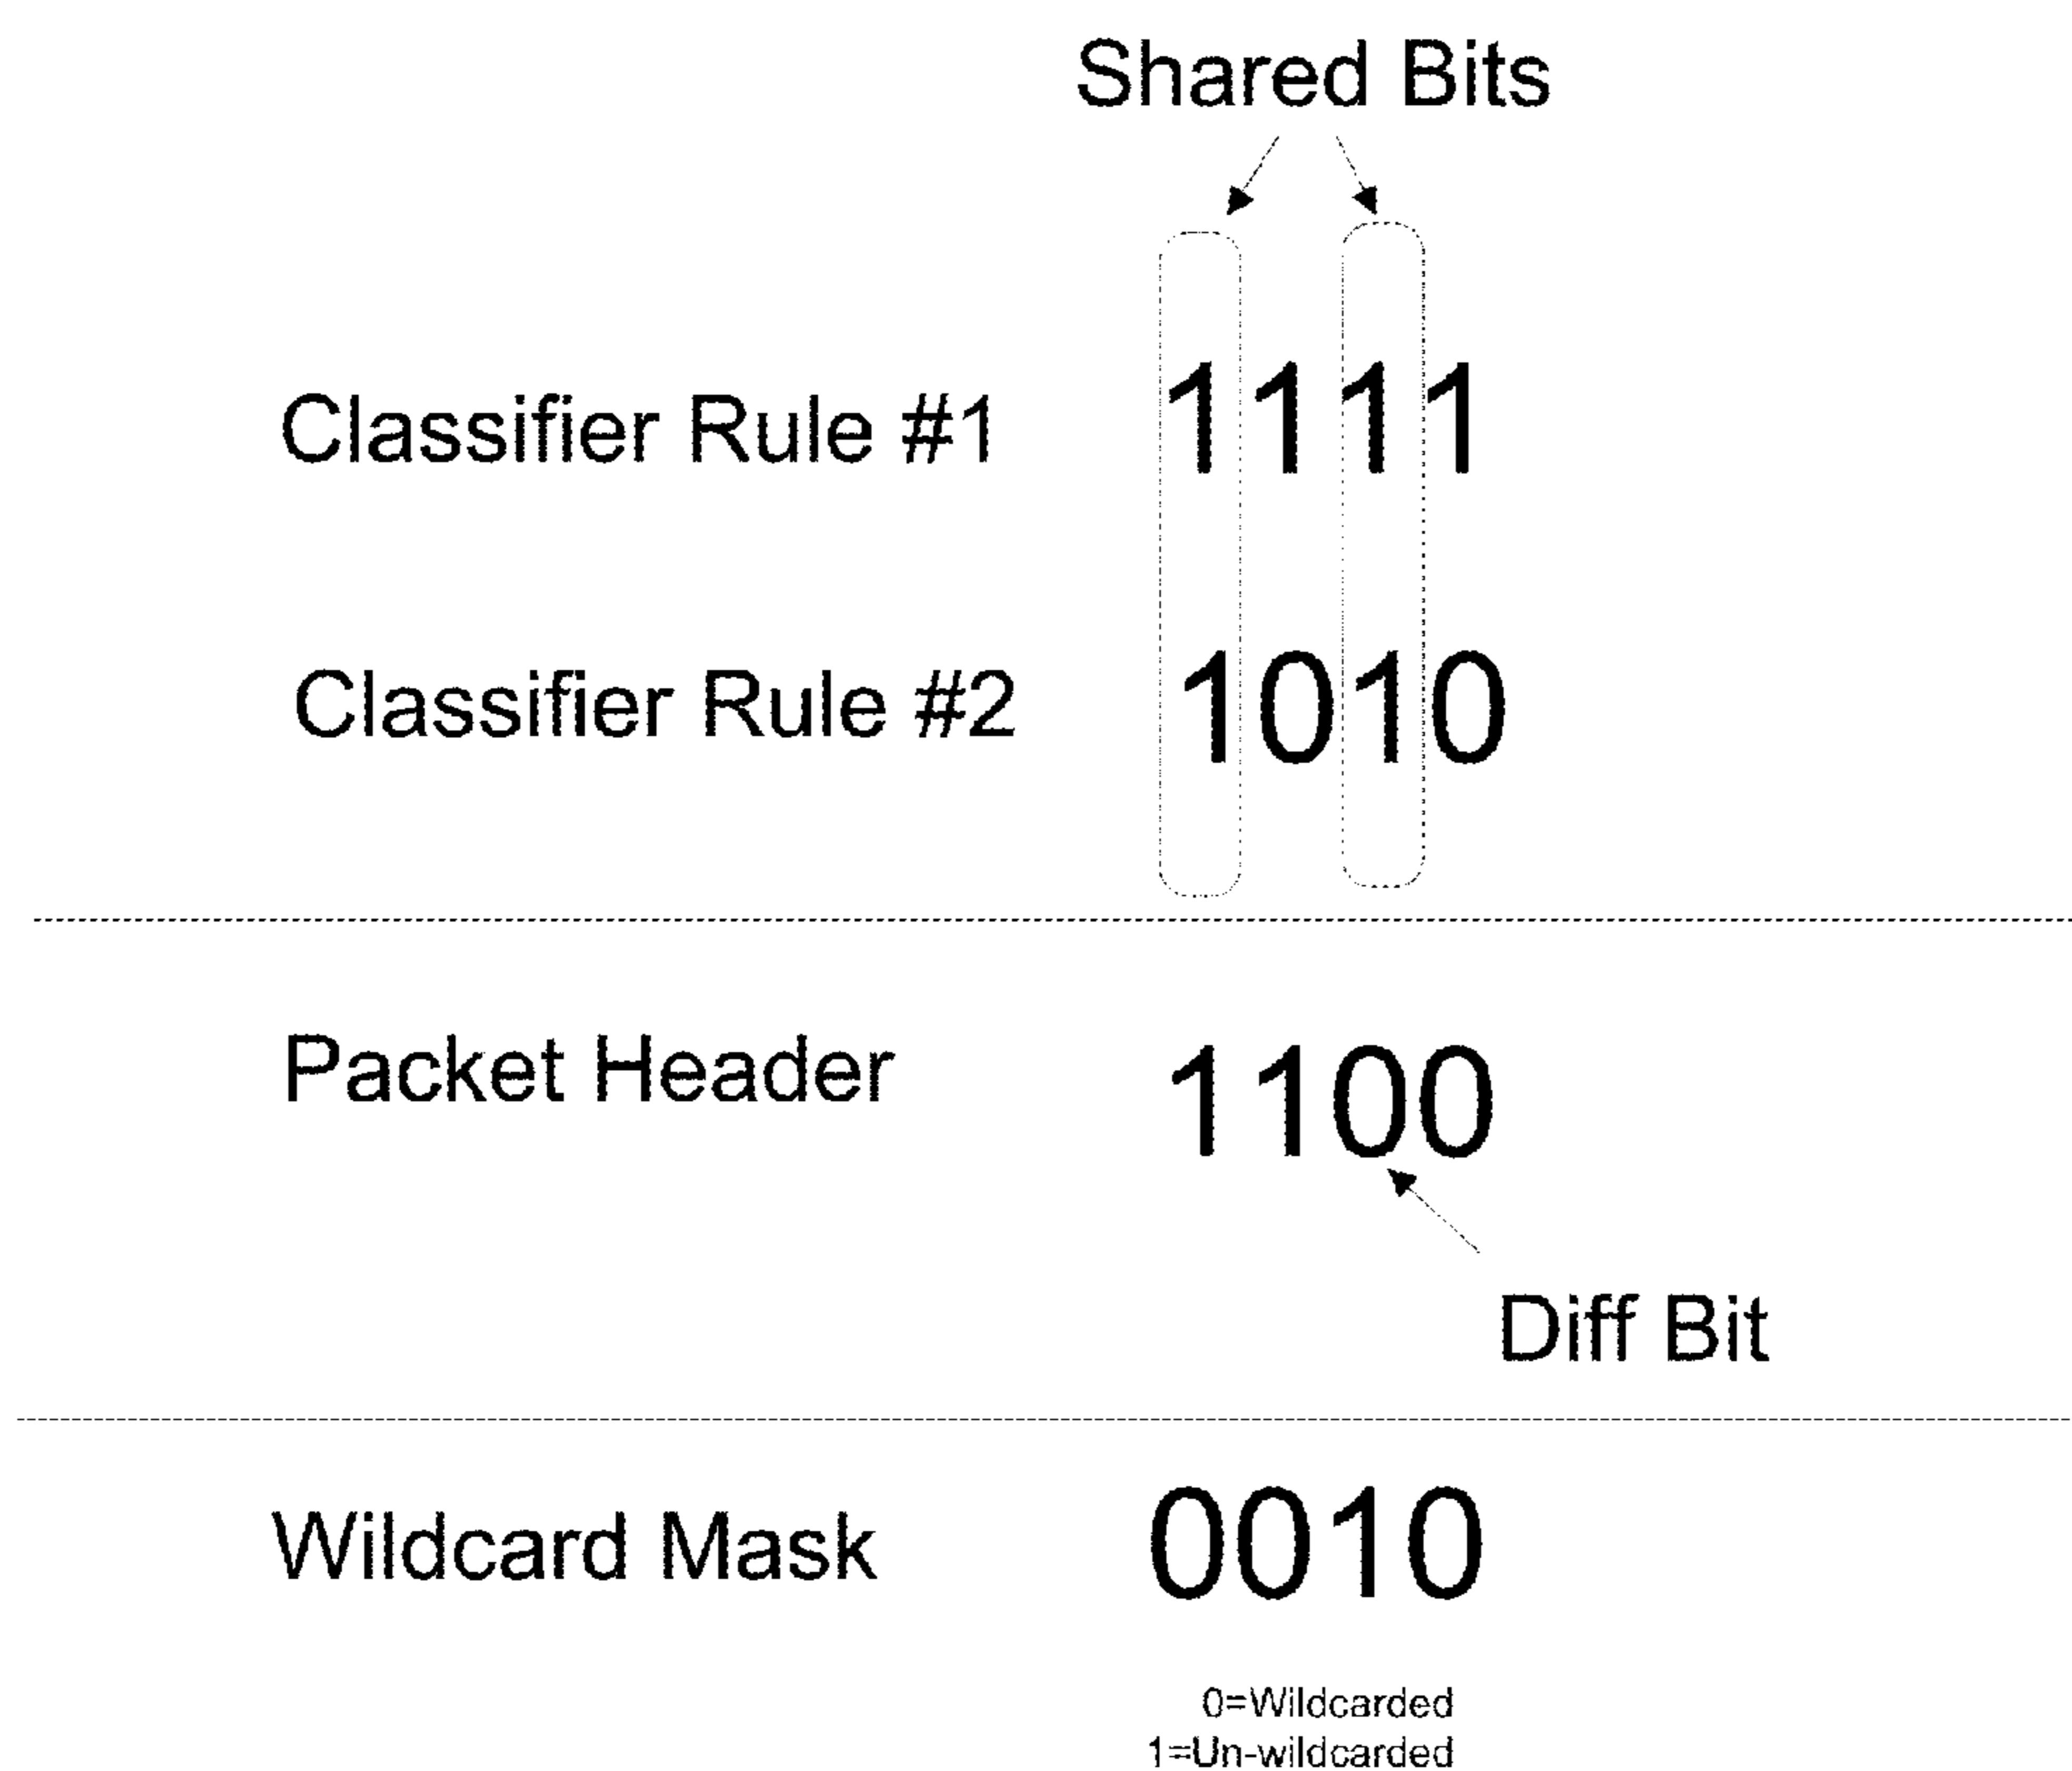 Shared Bits
Classifier Rule #1 1111
Classifier Rule #2 1010
Packet Header 1100
Diff Bit
Wildcard Mask 0010
0=Wildcarded
1=Un-wildcarded